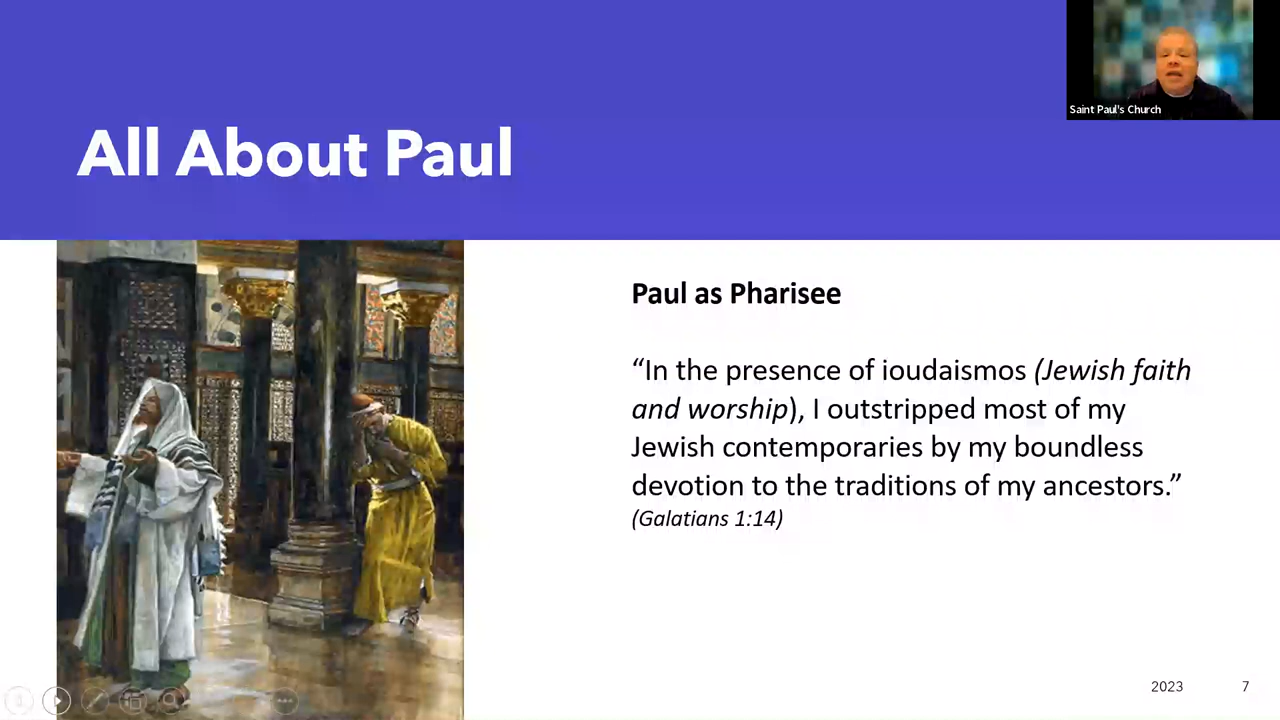 Saint Paul's Church
All About Paul
Paul as Pharisee
“In the presence of ioudaismos (Jewish faith
and worship), I outstripped most of my
Jewish contemporaries by my boundless
devotion to the traditions of my ancestors.”
(Galatians 1:14)
2023
7